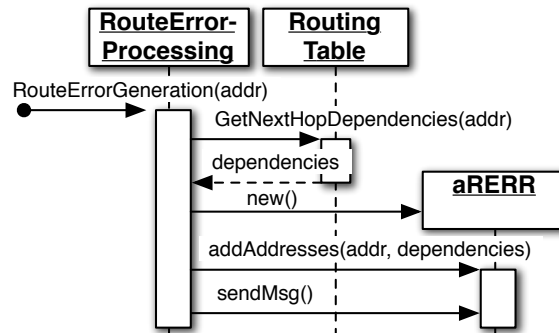 RouteError-
Processing
Routing
Table
RouteErrorGeneration(addr)
GetNextHopDependencies(addr)
dependencies
new()
aRERR
addAddresses(addr, dependencies)
sendMsg()